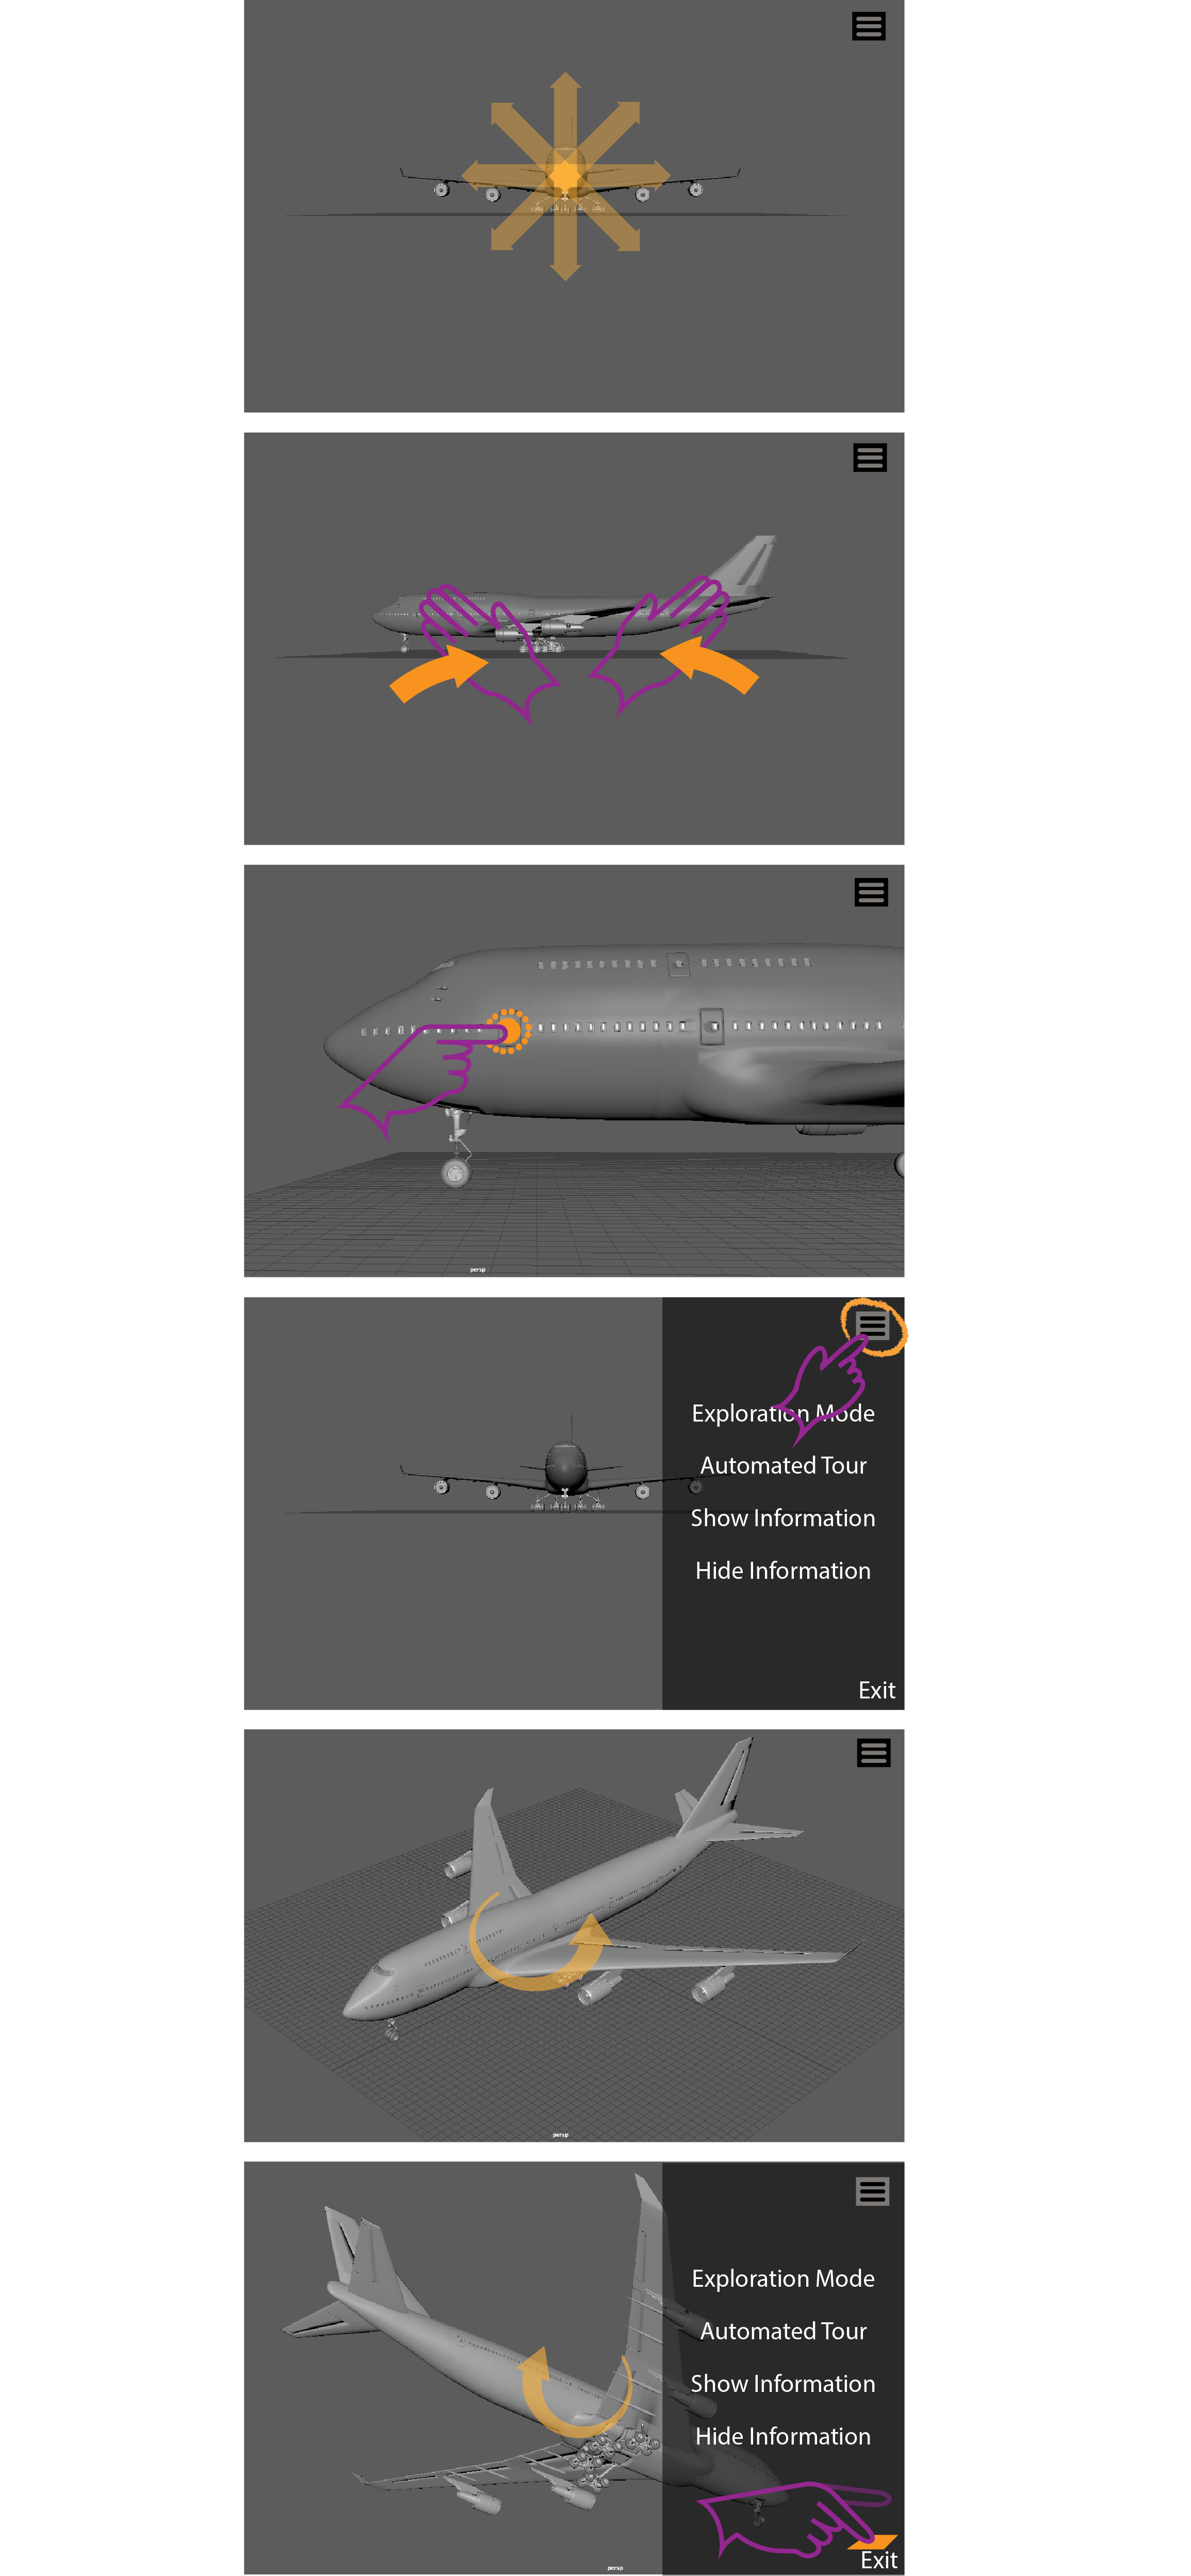 persp
Exploration Mode
Automated Tour
Show Information
Hide Information
Exit
persp
Exploration Mode
Automated Tour
Show Information
Hide Information
Exit
persp